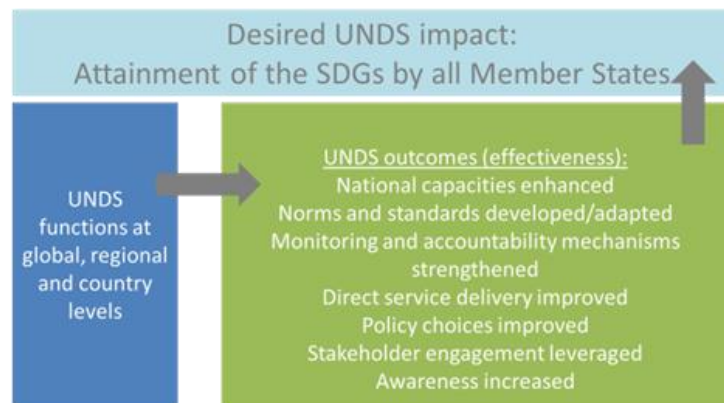 Desired UNDS impact:
Attainment of the SDGs by all Member States
UNDS
functions at
global, regional
and country
levels
UNDS outcomes (effectiveness):
National capacities enhanced
Norms and standards developed/adapted
Monitoring and accountability mechanisms
strengthened
Direct service delivery improved
Policy choices improved
Stakeholder engagement leveraged
Awareness increased